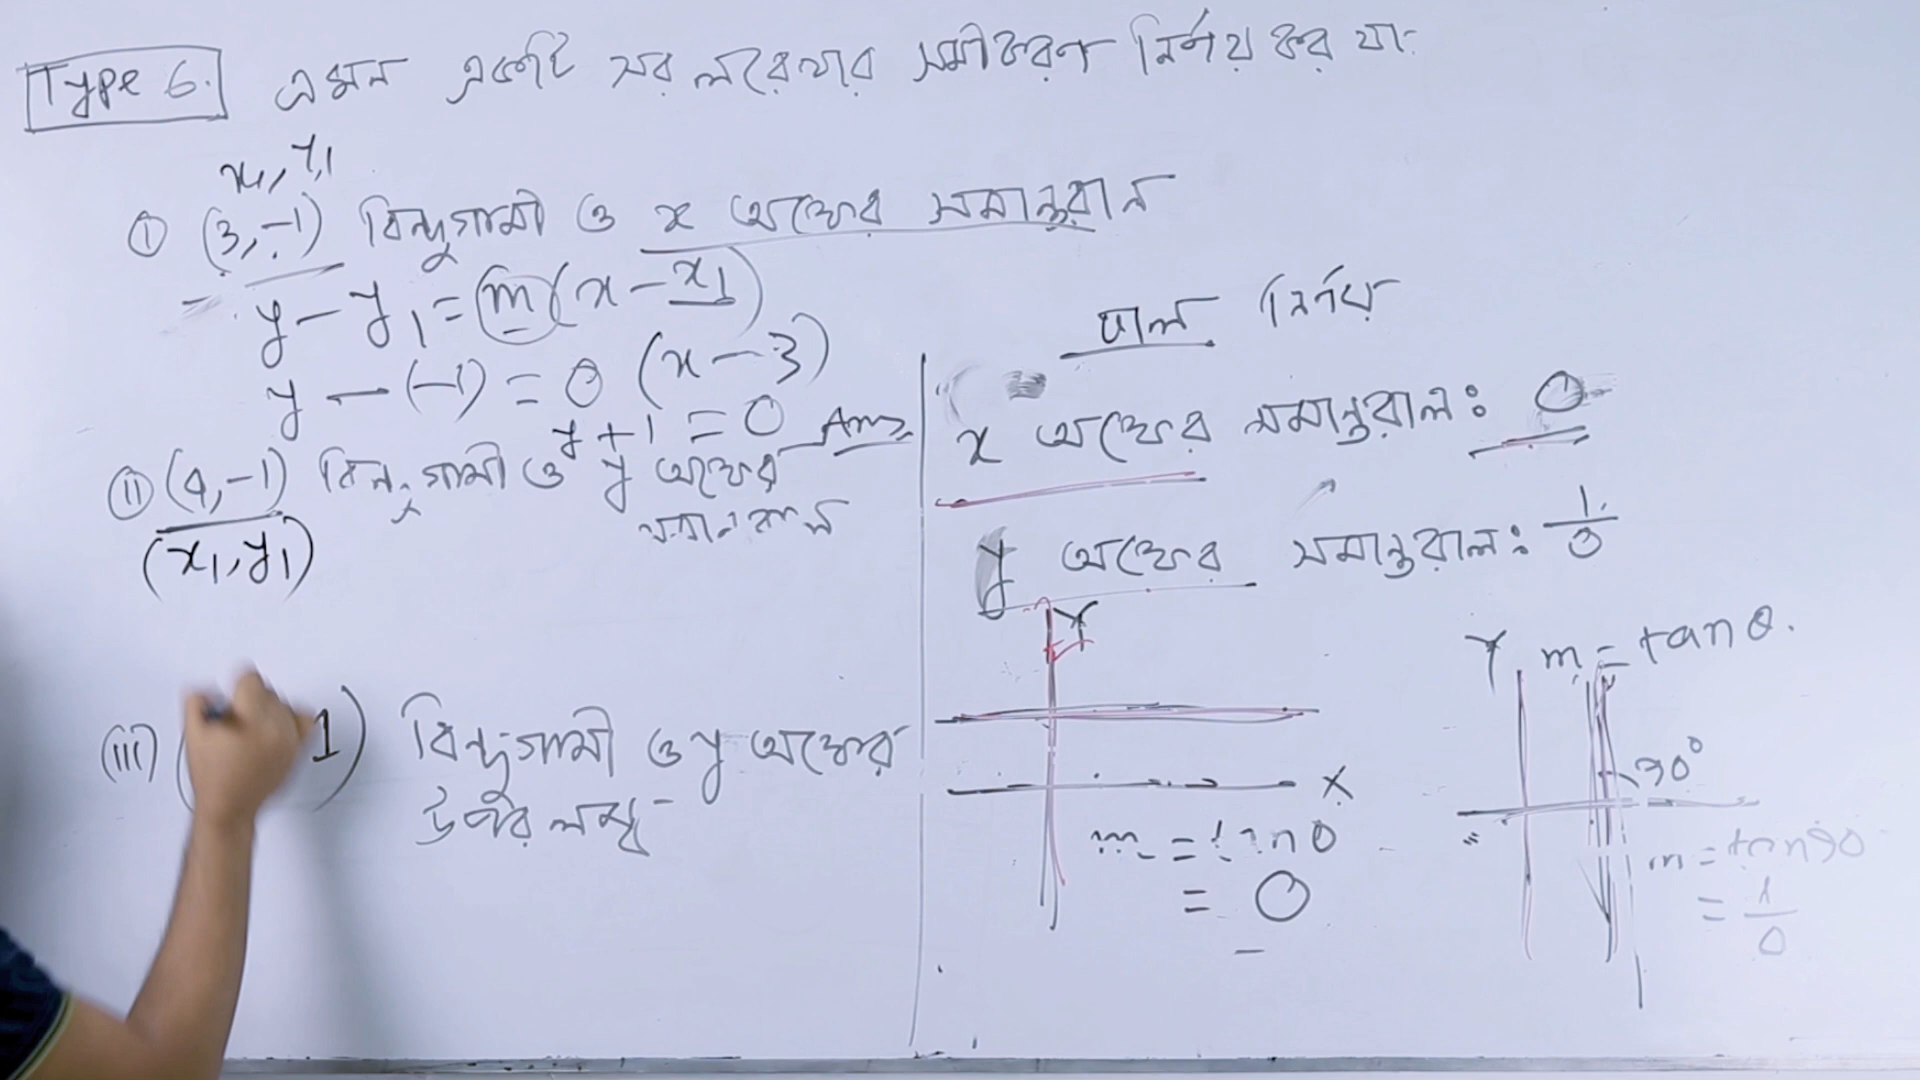 Type 6. এমন একটি সরলরেখার সমীকরণ নির্ণয় কর যা:
x₁, y₁
(i) (3, -1) বিন্দুগামী ও x অক্ষের সমান্তরাল
y - y₁ = m(x - x₁)
y - (-1) = 0 (x - 3)
y + 1 = 0 Ans
(ii) (4, -1) বিন্দুগামী ও y অক্ষের
সমান্তরাল
(x₁, y₁)
(iii) ( 1) বিন্দুগামী ও y অক্ষের
উপর লম্ব
ঢাল নির্ণয়
x অক্ষের সমান্তরাল: 0
y অক্ষের সমান্তরাল: 1/0
Y
X
m = tan 0
= 0
Y m = tan θ.
90°
m = tan 90
= 1/0